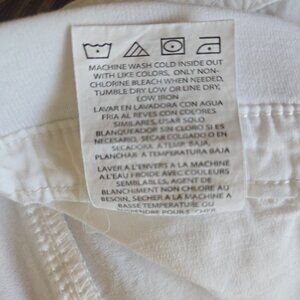 MACHINE WASH COLD INSIDE OUT
WITH LIKE COLORS, ONLY NON-
CHLORINE BLEACH WHEN NEEDED,
TUMBLE DRY LOW OR LINE DRY,
LOW IRON
LAVAR EN LAVADORA CON AGUA
FRIA AL REVES CON COLORES
SIMILARES, USAR SOLO
BLANQUEADOR SIN CLORO SI ES
NECESARIO, SECAR COLGADO O EN
SECADORA A TEMP. BAJA,
PLANCHAR A TEMPERATURA BAJA
LAVER À L'ENVERS A LA MACHINE
A L'EAU FROIDE AVEC COULEURS
SEMBLABLES, AGENT DE
BLANCHIMENT NON CHLORE AU
BESOIN, SECHER A LA MACHINE A
BASSE TEMPERATURE OU
SUSPENDRE POUR SECHER